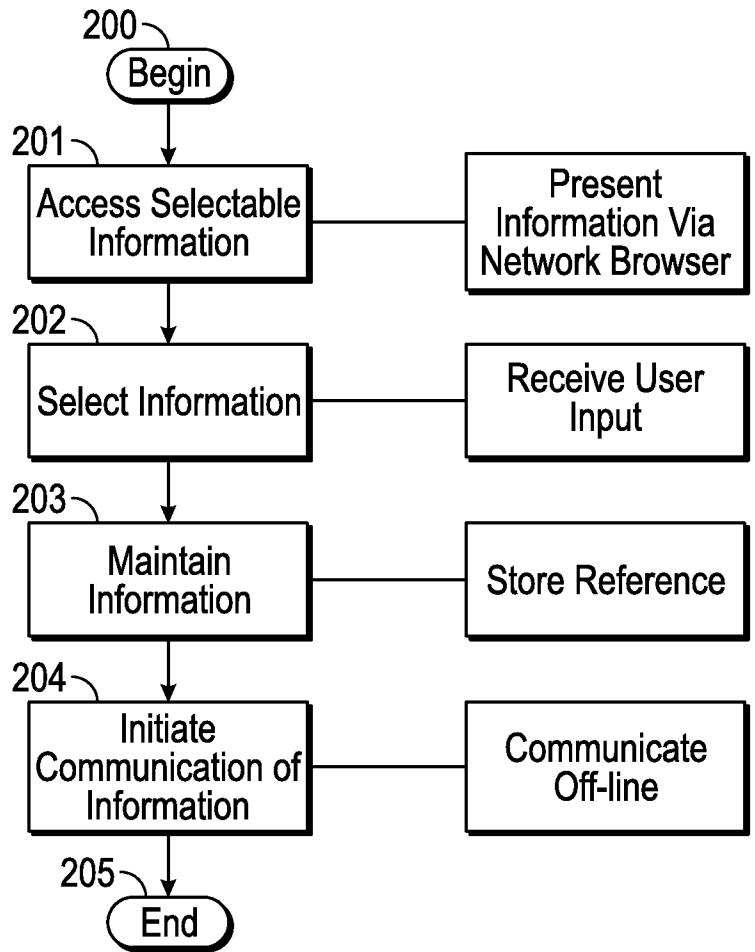 200
Begin
201
Access Selectable
Information
Present
Information Via
Network Browser
202
Select Information
Receive User
Input
203
Maintain
Information
Store Reference
204
Initiate
Communication of
Information
Communicate
Off-line
205
End